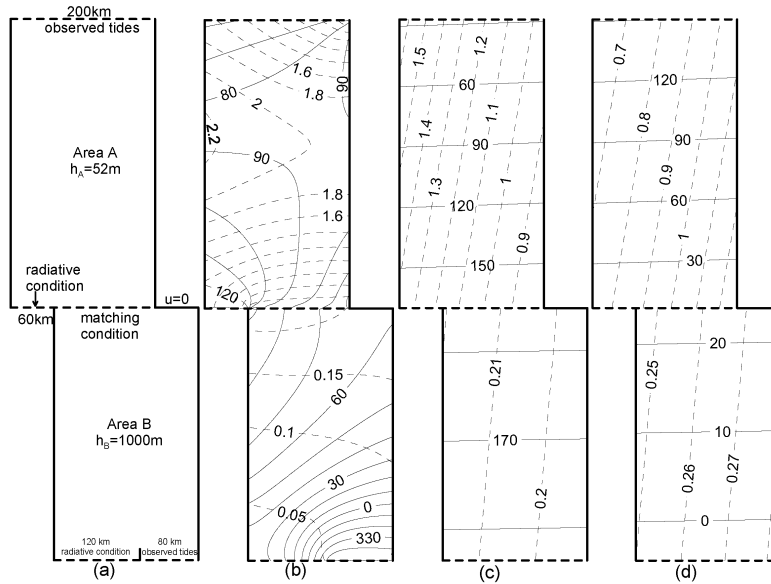 200km
observed tides
Area A
hA=52m
radiative
condition
u=0
60km
matching
condition
Area B
hB=1000m
120 km
radiative condition
80 km
observed tides
(a)
1.6
1.8
80
2
90
2.2
90
1.8
1.6
120
0.15
60
0.1
30
0.05
0
330
(b)
1.5
1.2
60
1.1
1.4
90
1.3
1
120
0.9
150
0.21
170
0.2
(c)
0.7
120
0.8
90
0.9
60
1
30
20
0.25
10
0.26
0.27
0
(d)